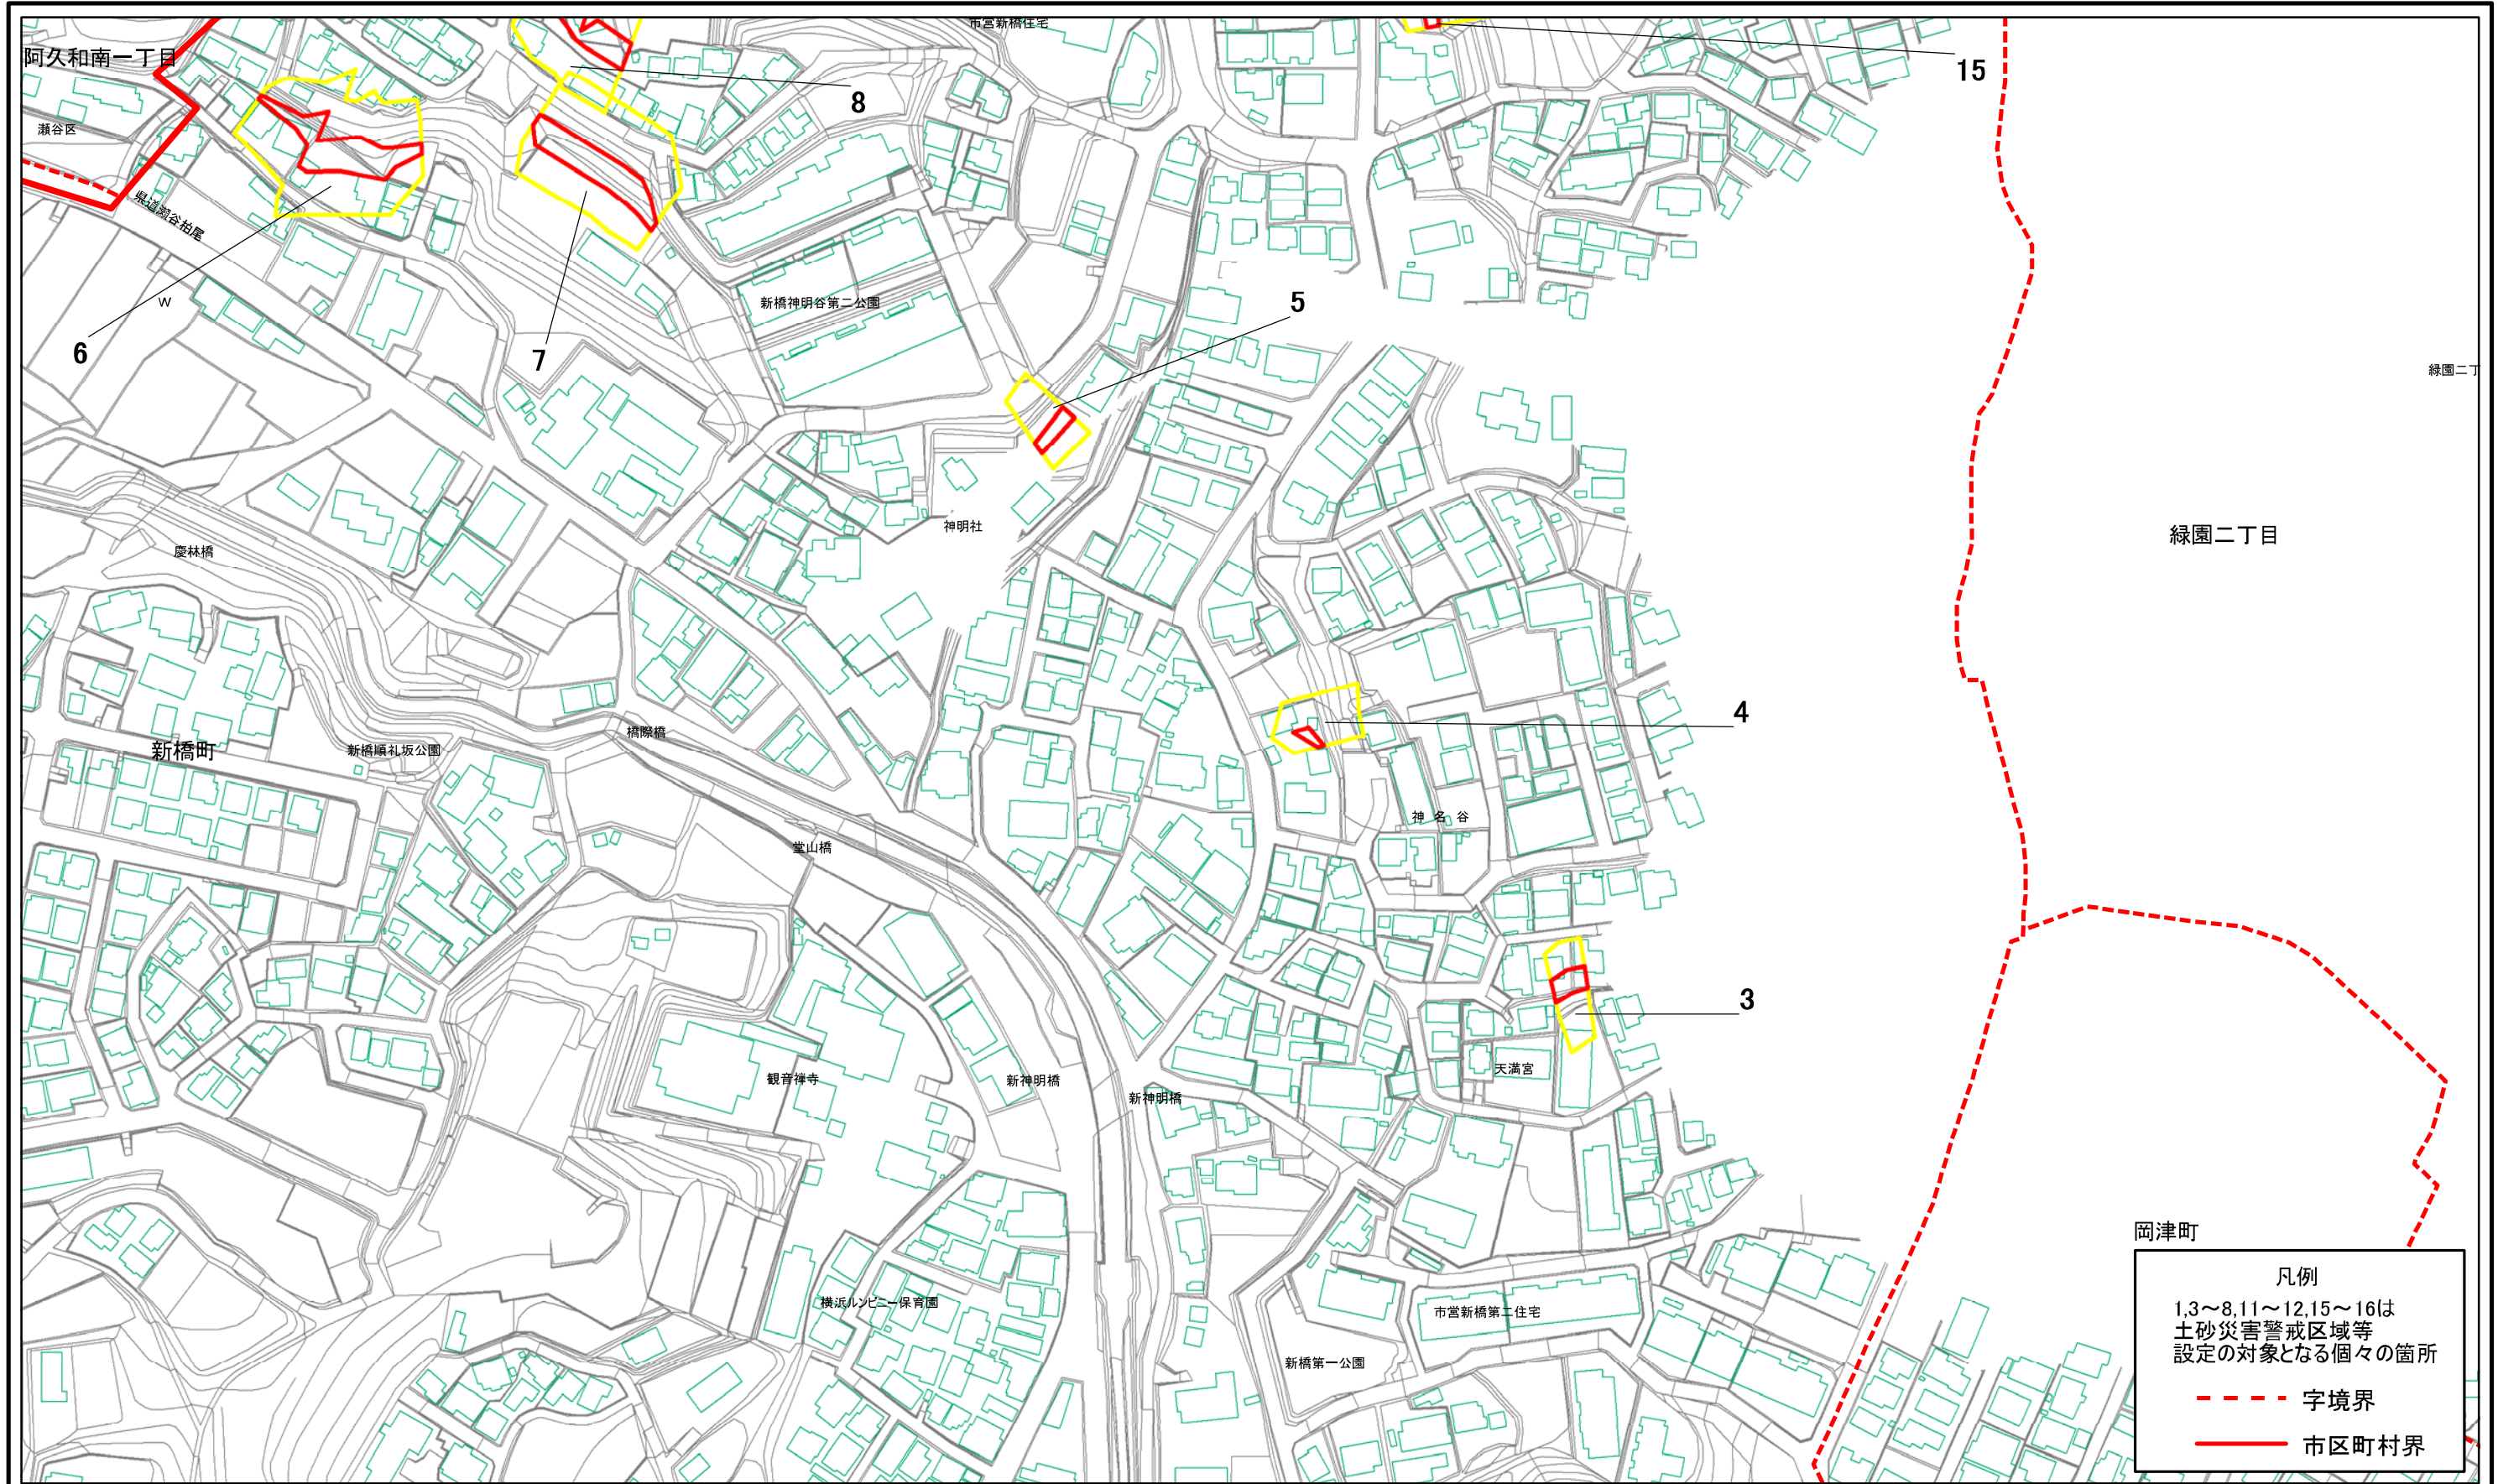 市営新橋住宅
阿久和南一丁目
15
8
瀬谷区
県道瀬谷柏尾
W
新橋神明谷第二公園
5
6
7
緑園二丁
神明社
緑園二丁目
慶林橋
4
橋際橋
新橋町
新橋順礼坂公園
神 名 谷
堂山橋
3
天満宮
観音禅寺
新神明橋
新神明橋
岡津町
横浜ルンビニー保育園
市営新橋第二住宅
新橋第一公園
凡例
1,3～8,11～12,15～16は
土砂災害警戒区域等
設定の対象となる個々の箇所
字境界
市区町村界